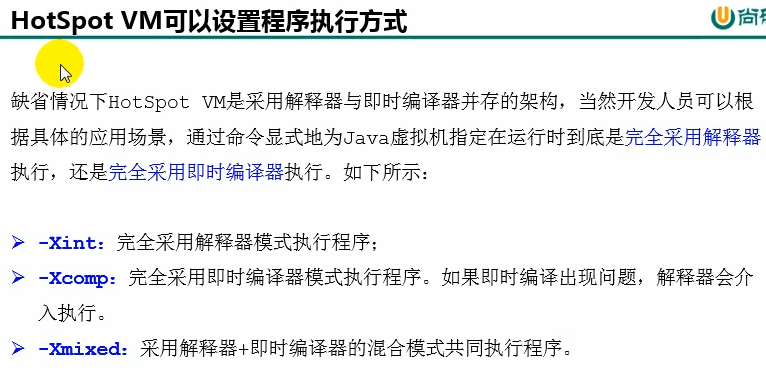 HotSpot VM可以设置程序执行方式
尚硅
缺省情况下HotSpot VM是采用解释器与即时编译器并存的架构，当然开发人员可以根
据具体的应用场景，通过命令显式地为Java虚拟机指定在运行时到底是完全采用解释器
执行，还是完全采用即时编译器执行。如下所示：
-Xint：完全采用解释器模式执行程序；
-Xcomp：完全采用即时编译器模式执行程序。如果即时编译出现问题，解释器会介
入执行。
-Xmixed：采用解释器+即时编译器的混合模式共同执行程序。